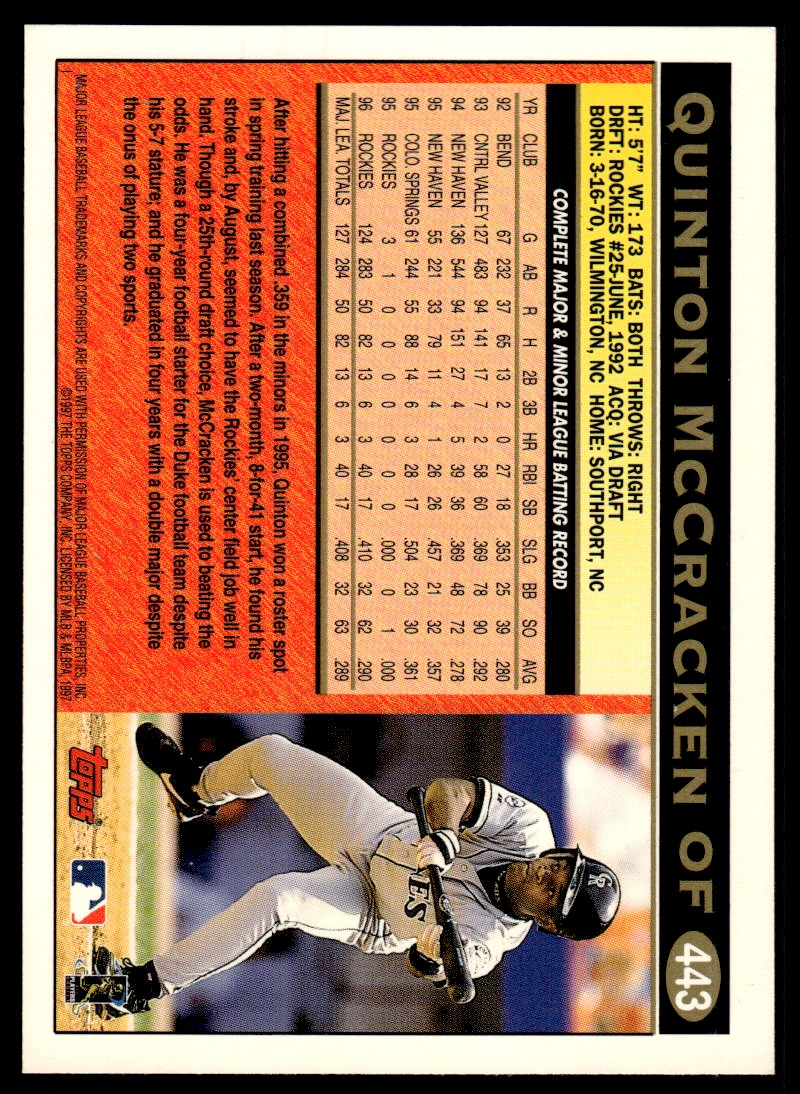 QUINTON McCRACKEN OF 443
HT: 5'7" WT: 173 BATS: BOTH THROWS: RIGHT
DRFT: ROCKIES #25-JUNE, 1992 ACQ: VIA DRAFT
BORN: 3-16-70, WILMINGTON, NC HOME: SOUTHPORT, NC
COMPLETE MAJOR & MINOR LEAGUE BATTING RECORD
YR CLUB G AB R H 2B 3B HR RBI SB SLG BB SO AVG
92 BEND 67 232 37 65 13 2 0 27 18 .353 25 39 .280
93 CNTRL VALLEY 127 483 94 141 17 7 2 58 60 .369 78 90 .292
94 NEW HAVEN 136 544 94 151 27 4 5 39 36 .369 48 72 .278
95 NEW HAVEN 55 221 33 79 11 4 1 26 26 .457 21 32 .357
95 COLO. SPRINGS 61 244 55 88 14 6 3 28 17 .504 23 30 .361
95 ROCKIES 3 1 0 0 0 0 0 0 0 .000 0 1 .000
96 ROCKIES 124 283 50 82 13 6 3 40 17 .410 32 62 .290
MAJ. LEA. TOTALS 127 284 50 82 13 6 3 40 17 .408 32 63 .289
After hitting a combined .359 in the minors in 1995, Quinton won a roster spot
in spring training last season. After a two-month, 8-for-41 start, he found his
stroke and, by August, seemed to have the Rockies' center field job well in
hand. Though a 25th-round draft choice, McCracken is used to beating the
odds. He was a four-year football starter for the Duke football team despite
his 5-7 stature; and he graduated in four years with a double major despite
the onus of playing two sports.
MAJOR LEAGUE BASEBALL TRADEMARKS AND COPYRIGHTS ARE USED WITH PERMISSION OF MAJOR LEAGUE BASEBALL PROPERTIES, INC.
©1997 THE TOPPS COMPANY, INC. LICENSED BY MLB & MLBPA, 1997
IES
CR
topps®
PLAYERS